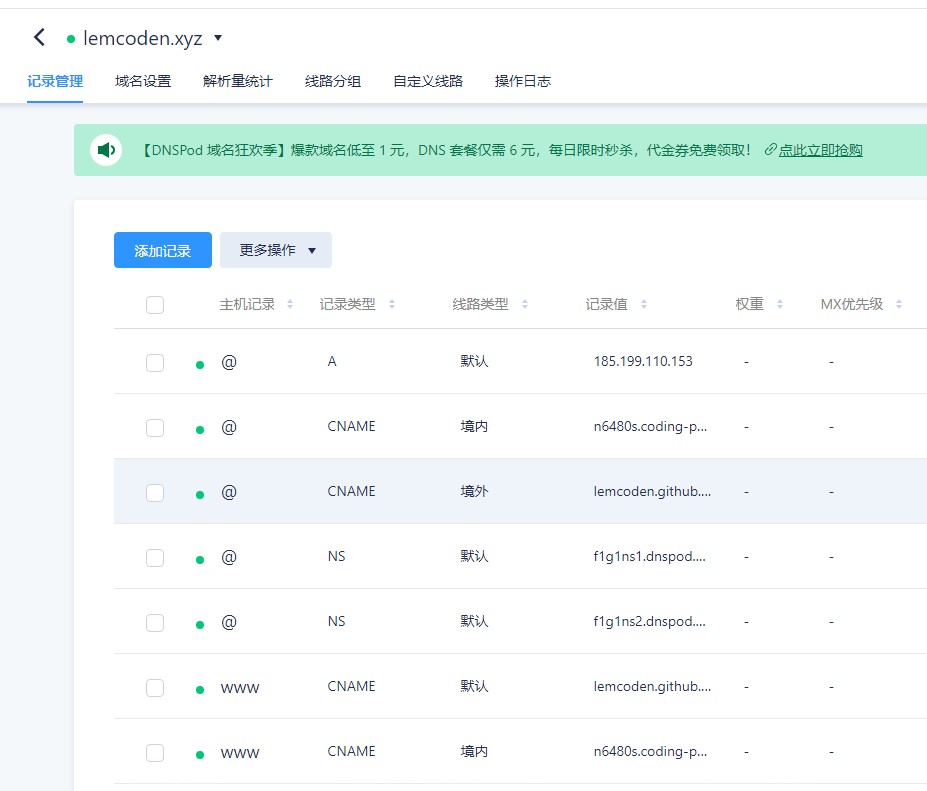 lemcoden.xyz
记录管理 域名设置 解析量统计 线路分组 自定义线路 操作日志
【DNSPod 域名狂欢季】爆款域名低至 1 元，DNS 套餐仅需 6 元，每日限时秒杀，代金券免费领取！ 点此立即抢购
添加记录 更多操作
主机记录 记录类型 线路类型 记录值 权重 MX优先级
@ A 默认 185.199.110.153 - -
@ CNAME 境内 n6480s.coding-p... - -
@ CNAME 境外 lemcoden.github.... - -
@ NS 默认 f1g1ns1.dnspod.... - -
@ NS 默认 f1g1ns2.dnspod.... - -
www CNAME 默认 lemcoden.github.... - -
www CNAME 境内 n6480s.coding-p... - -